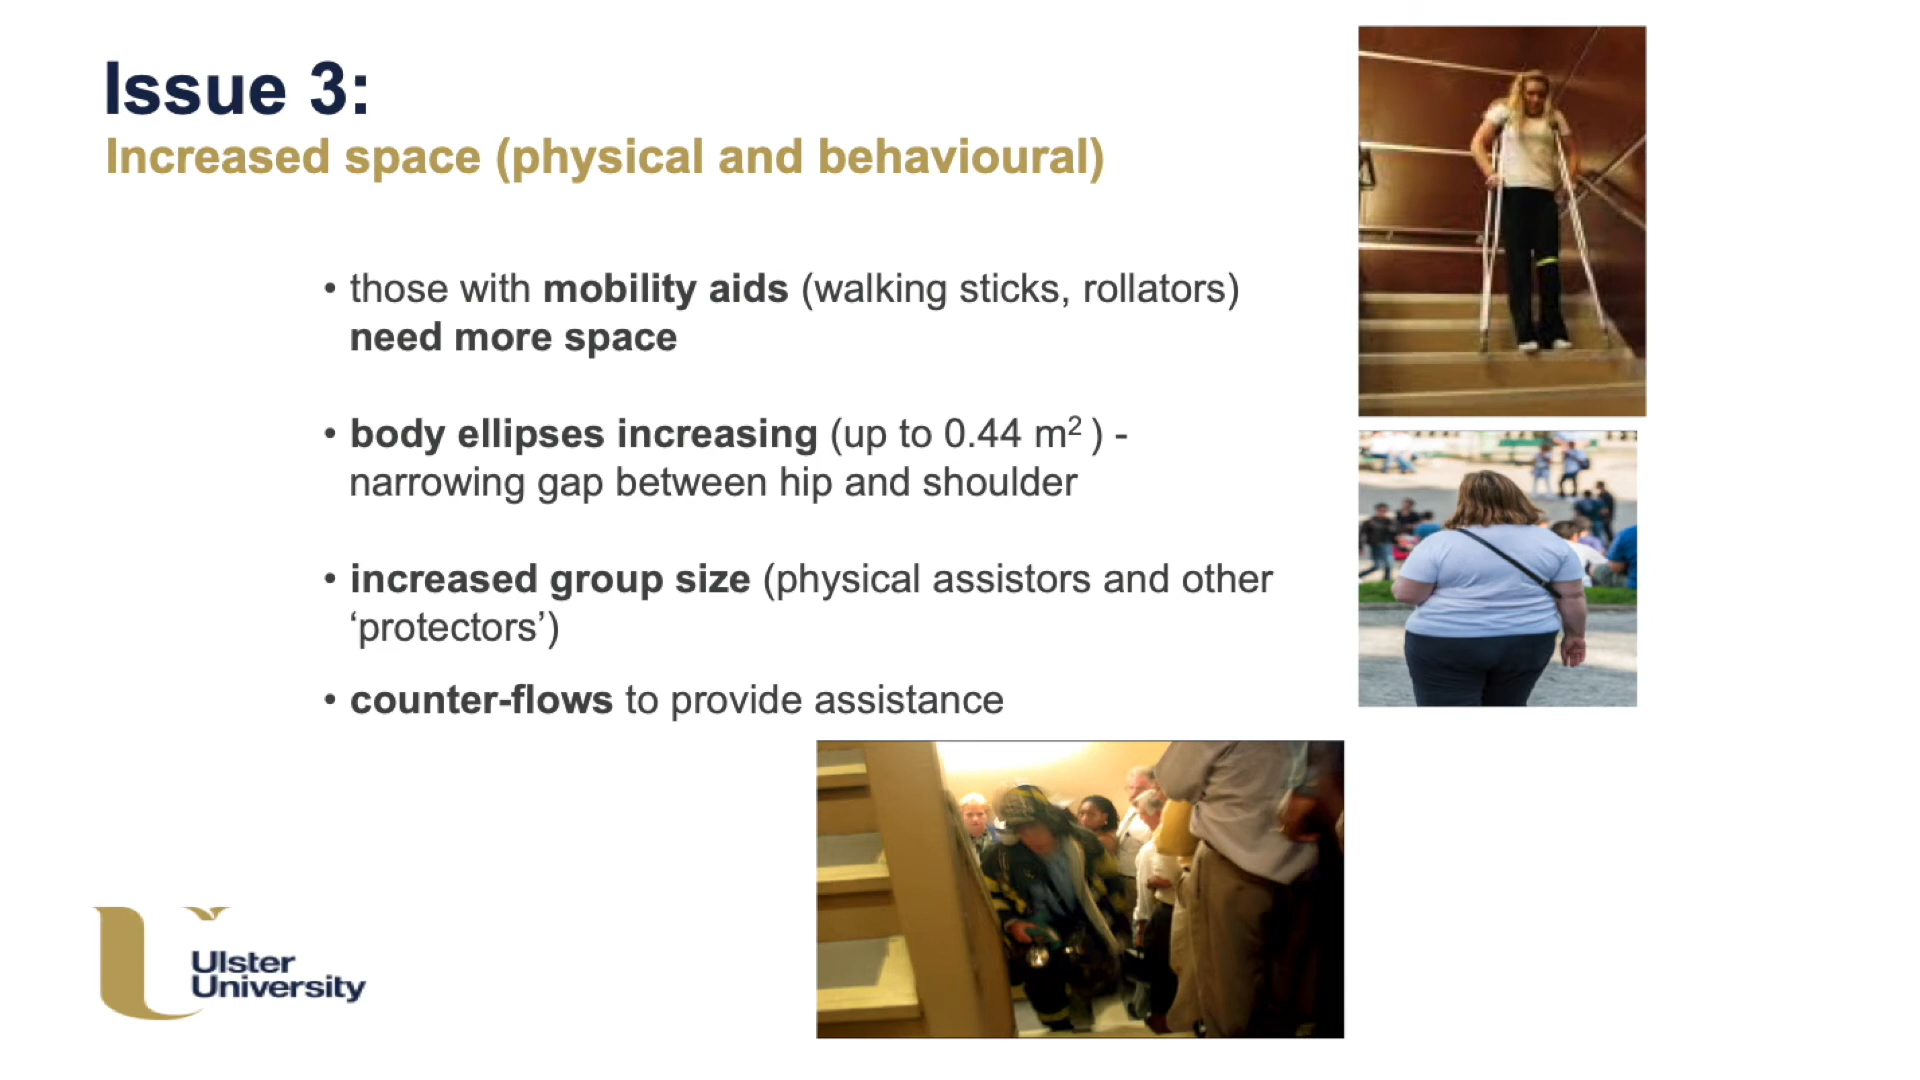 Issue 3:
Increased space (physical and behavioural)
• those with mobility aids (walking sticks, rollators)
need more space
• body ellipses increasing (up to 0.44 m² ) -
narrowing gap between hip and shoulder
• increased group size (physical assistors and other
‘protectors’)
• counter-flows to provide assistance
Ulster
University